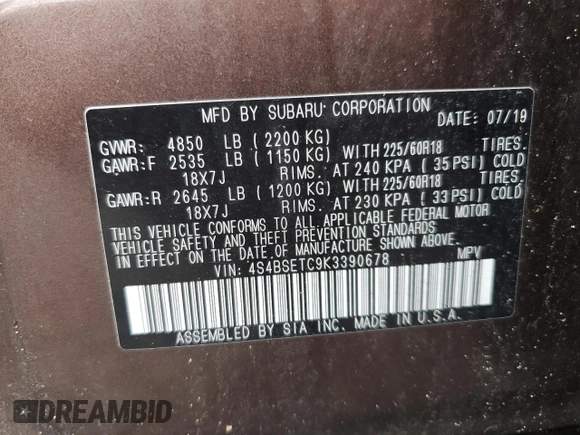 MFD BY SUBARU CORPORATION DATE: 07/19
GVWR: 4850 LB (2200 KG)
GAWR:F 2535 LB (1150 KG) WITH 225/60R18 TIRES.
18X7J RIMS. AT 240 KPA (35 PSI) COLD
GAWR:R 2645 LB (1200 KG) WITH 225/60R18 TIRES.
18X7J RIMS. AT 230 KPA (33 PSI) COLD
THIS VEHICLE CONFORMS TO ALL APPLICABLE FEDERAL MOTOR
VEHICLE SAFETY AND THEFT PREVENTION STANDARDS
IN EFFECT ON THE DATE OF MANUFACTURE SHOWN ABOVE.
VIN: 4S4BSETC9K3390678 MPV
ASSEMBLED BY SIA INC. MADE IN U.S.A.
DREAMBID